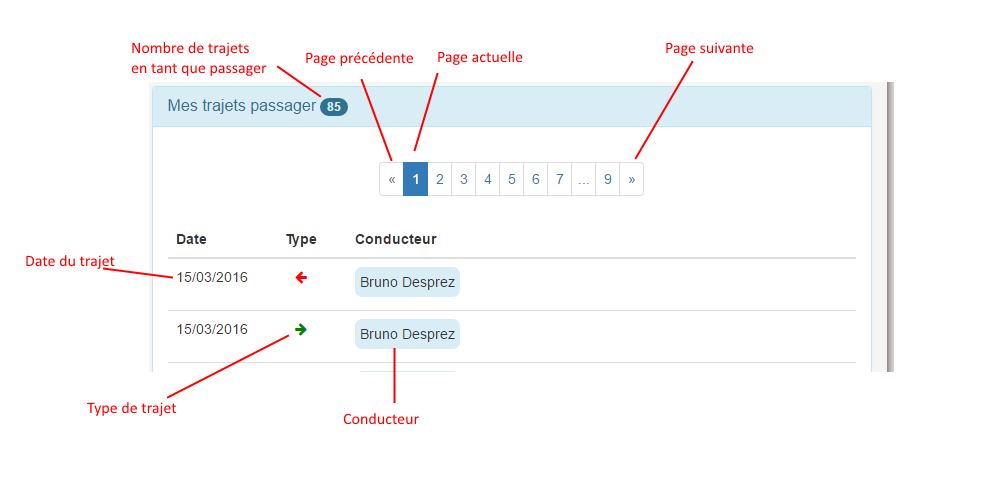 Nombre de trajets
en tant que passager
Page précédente
Page actuelle
Page suivante
Mes trajets passager 85
« 1 2 3 4 5 6 7 ... 9 »
Date Type Conducteur
Date du trajet
15/03/2016 ← Bruno Desprez
15/03/2016 → Bruno Desprez
Type de trajet
Conducteur